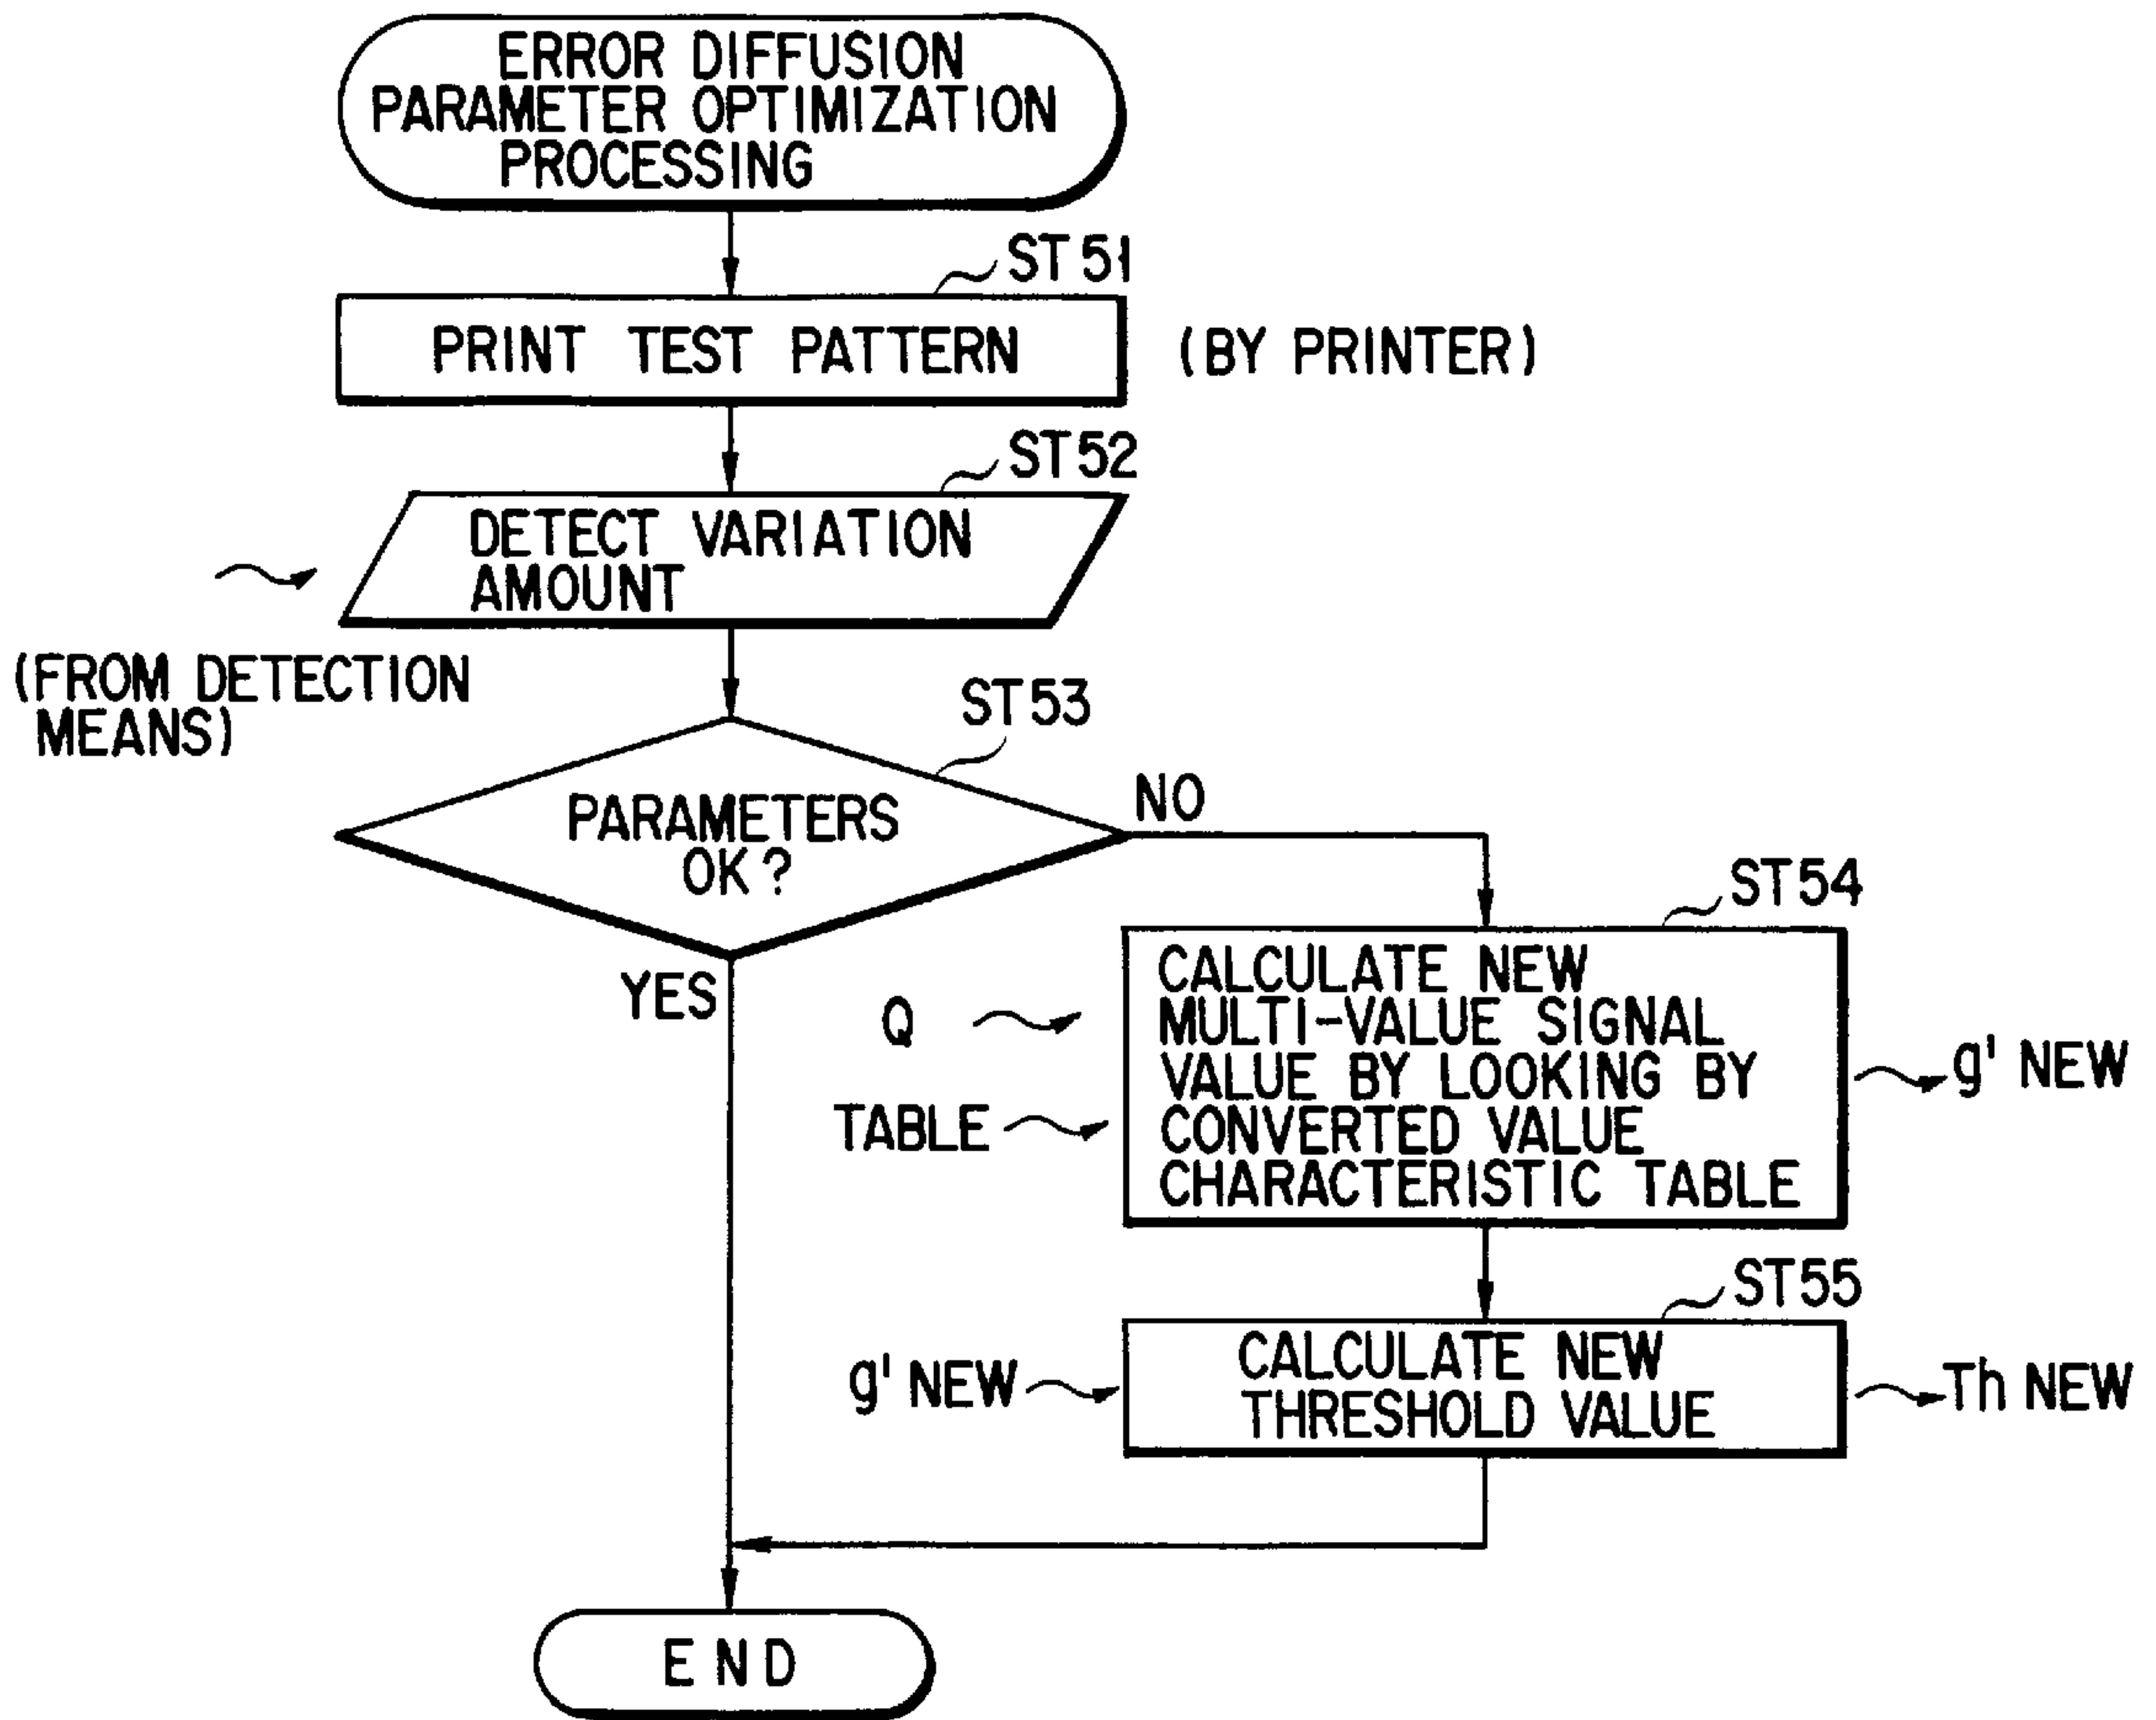 ERROR DIFFUSION
PARAMETER OPTIMIZATION
PROCESSING
ST51
PRINT TEST PATTERN
(BY PRINTER)
ST52
DETECT VARIATION
AMOUNT
(FROM DETECTION
MEANS)
ST53
PARAMETERS
OK?
NO
YES
ST54
CALCULATE NEW
MULTI-VALUE SIGNAL
VALUE BY LOOKING BY
CONVERTED VALUE
CHARACTERISTIC TABLE
Q
TABLE
g' NEW
ST55
g' NEW
CALCULATE NEW
THRESHOLD VALUE
Th NEW
END